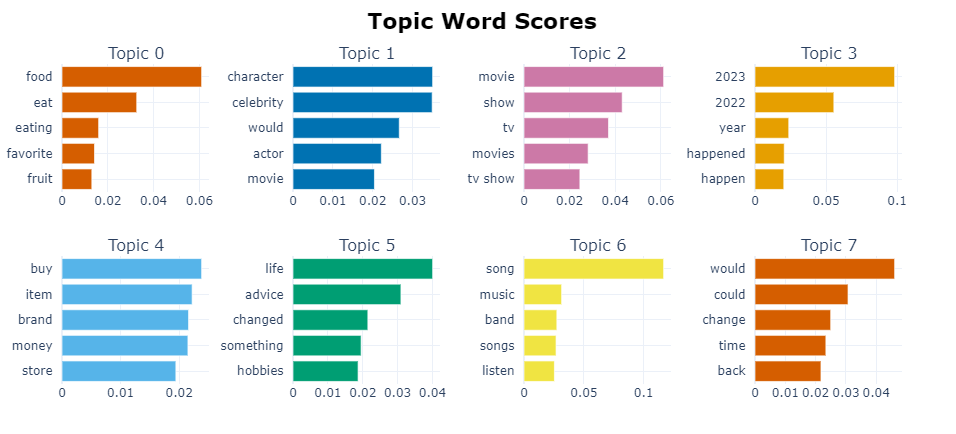 Topic Word Scores
Topic 0
food
eat
eating
favorite
fruit
0 0.02 0.04 0.06
Topic 1
character
celebrity
would
actor
movie
0 0.01 0.02 0.03
Topic 2
movie
show
tv
movies
tv show
0 0.02 0.04 0.06
Topic 3
2023
2022
year
happened
happen
0 0.05 0.1
Topic 4
buy
item
brand
money
store
0 0.01 0.02
Topic 5
life
advice
changed
something
hobbies
0 0.01 0.02 0.03 0.04
Topic 6
song
music
band
songs
listen
0 0.05 0.1
Topic 7
would
could
change
time
back
0 0.01 0.02 0.03 0.04